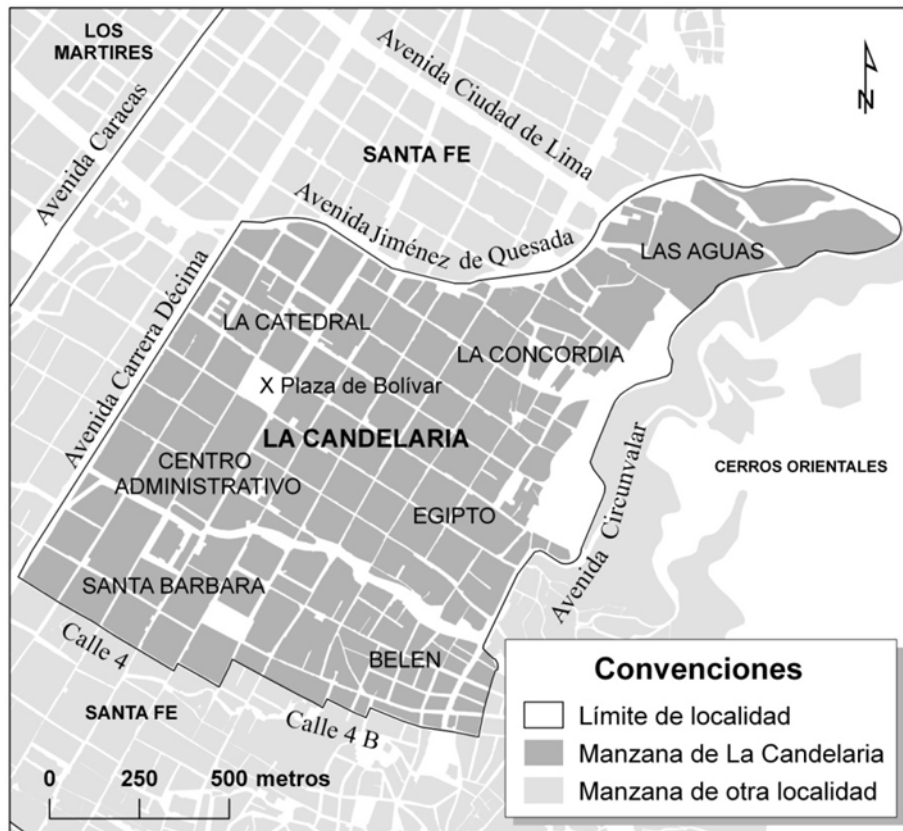 LOS
MARTIRES
Avenida Caracas
Avenida Ciudad de Lima
SANTA FE
Avenida Jiménez de Quesada
N
LAS AGUAS
Avenida Carrera Décima
LA CATEDRAL
LA CONCORDIA
X Plaza de Bolívar
LA CANDELARIA
CENTRO
ADMINISTRATIVO
CERROS ORIENTALES
EGIPTO
Avenida Circunvalar
SANTA BARBARA
Calle 4
BELEN
SANTA FE
Calle 4 B
0 250 500 metros
Convenciones
Límite de localidad
Manzana de La Candelaria
Manzana de otra localidad